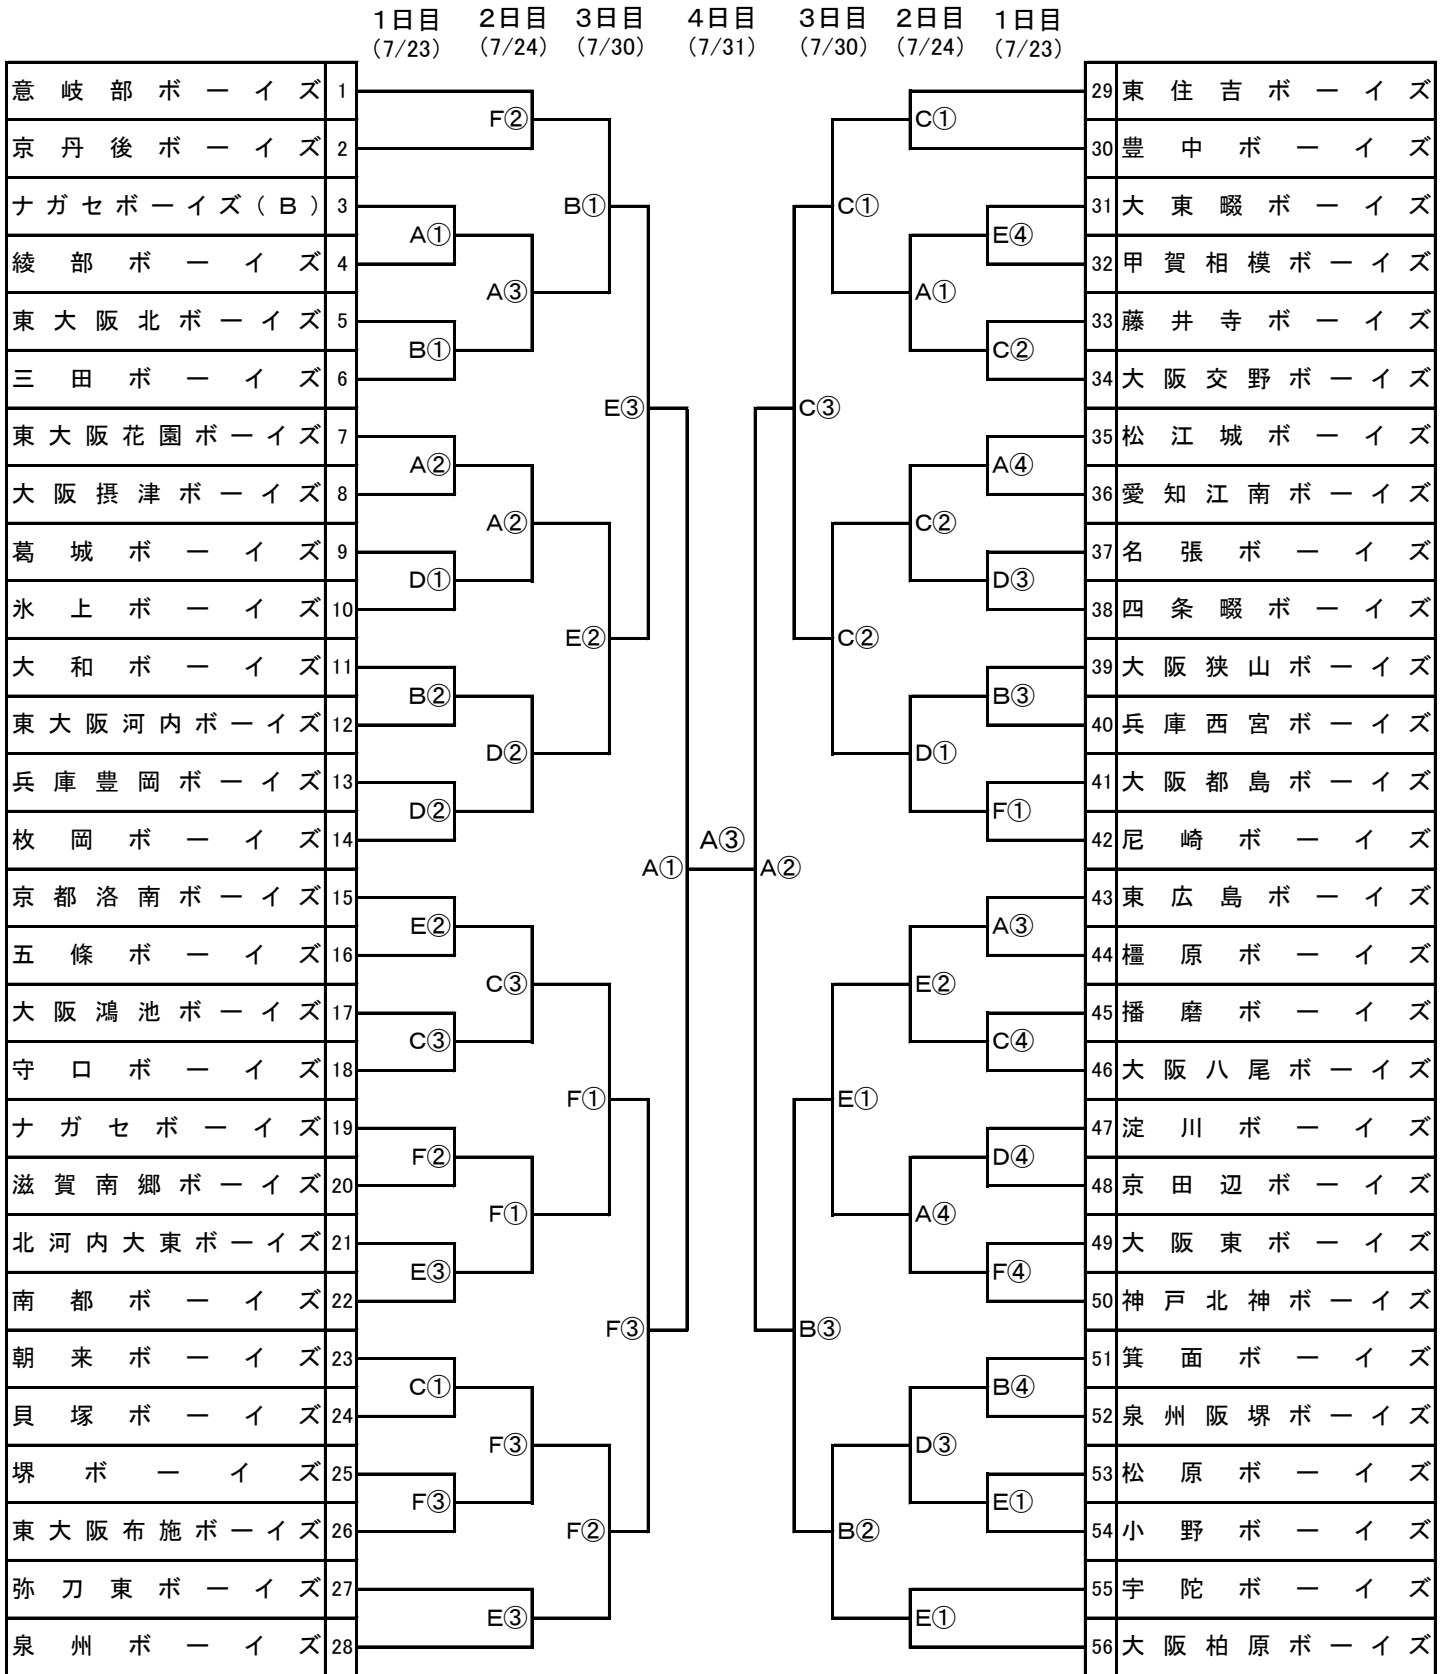 1日目 2日目 3日目 4日目 3日目 2日目 1日目
(7/23) (7/24) (7/30) (7/31) (7/30) (7/24) (7/23)
意岐部ボーイズ 1
京丹後ボーイズ 2
ナガセボーイズ(B) 3
綾部ボーイズ 4
東大阪北ボーイズ 5
三田ボーイズ 6
東大阪花園ボーイズ 7
大阪摂津ボーイズ 8
葛城ボーイズ 9
氷上ボーイズ 10
大和ボーイズ 11
東大阪河内ボーイズ 12
兵庫豊岡ボーイズ 13
枚岡ボーイズ 14
京都洛南ボーイズ 15
五條ボーイズ 16
大阪鴻池ボーイズ 17
守口ボーイズ 18
ナガセボーイズ 19
滋賀南郷ボーイズ 20
北河内大東ボーイズ 21
南都ボーイズ 22
朝来ボーイズ 23
貝塚ボーイズ 24
堺ボーイズ 25
東大阪布施ボーイズ 26
弥刀東ボーイズ 27
泉州ボーイズ 28
A①
B①
A②
D①
B②
D②
E②
C③
F②
E③
C①
F③
F②
A③
A②
D②
C③
F①
F③
E③
B①
E②
F①
F②
E③
F③
A①
A③
A②
C③
B③
C①
C②
E①
B②
C①
A①
C②
D①
E②
A④
D③
E①
E④
C②
A④
D③
B③
F①
A③
C④
D④
F④
B④
E①
29 東住吉ボーイズ
30 豊中ボーイズ
31 大東畷ボーイズ
32 甲賀相模ボーイズ
33 藤井寺ボーイズ
34 大阪交野ボーイズ
35 松江城ボーイズ
36 愛知江南ボーイズ
37 名張ボーイズ
38 四条畷ボーイズ
39 大阪狭山ボーイズ
40 兵庫西宮ボーイズ
41 大阪都島ボーイズ
42 尼崎ボーイズ
43 東広島ボーイズ
44 橿原ボーイズ
45 播磨ボーイズ
46 大阪八尾ボーイズ
47 淀川ボーイズ
48 京田辺ボーイズ
49 大阪東ボーイズ
50 神戸北神ボーイズ
51 箕面ボーイズ
52 泉州阪堺ボーイズ
53 松原ボーイズ
54 小野ボーイズ
55 宇陀ボーイズ
56 大阪柏原ボーイズ